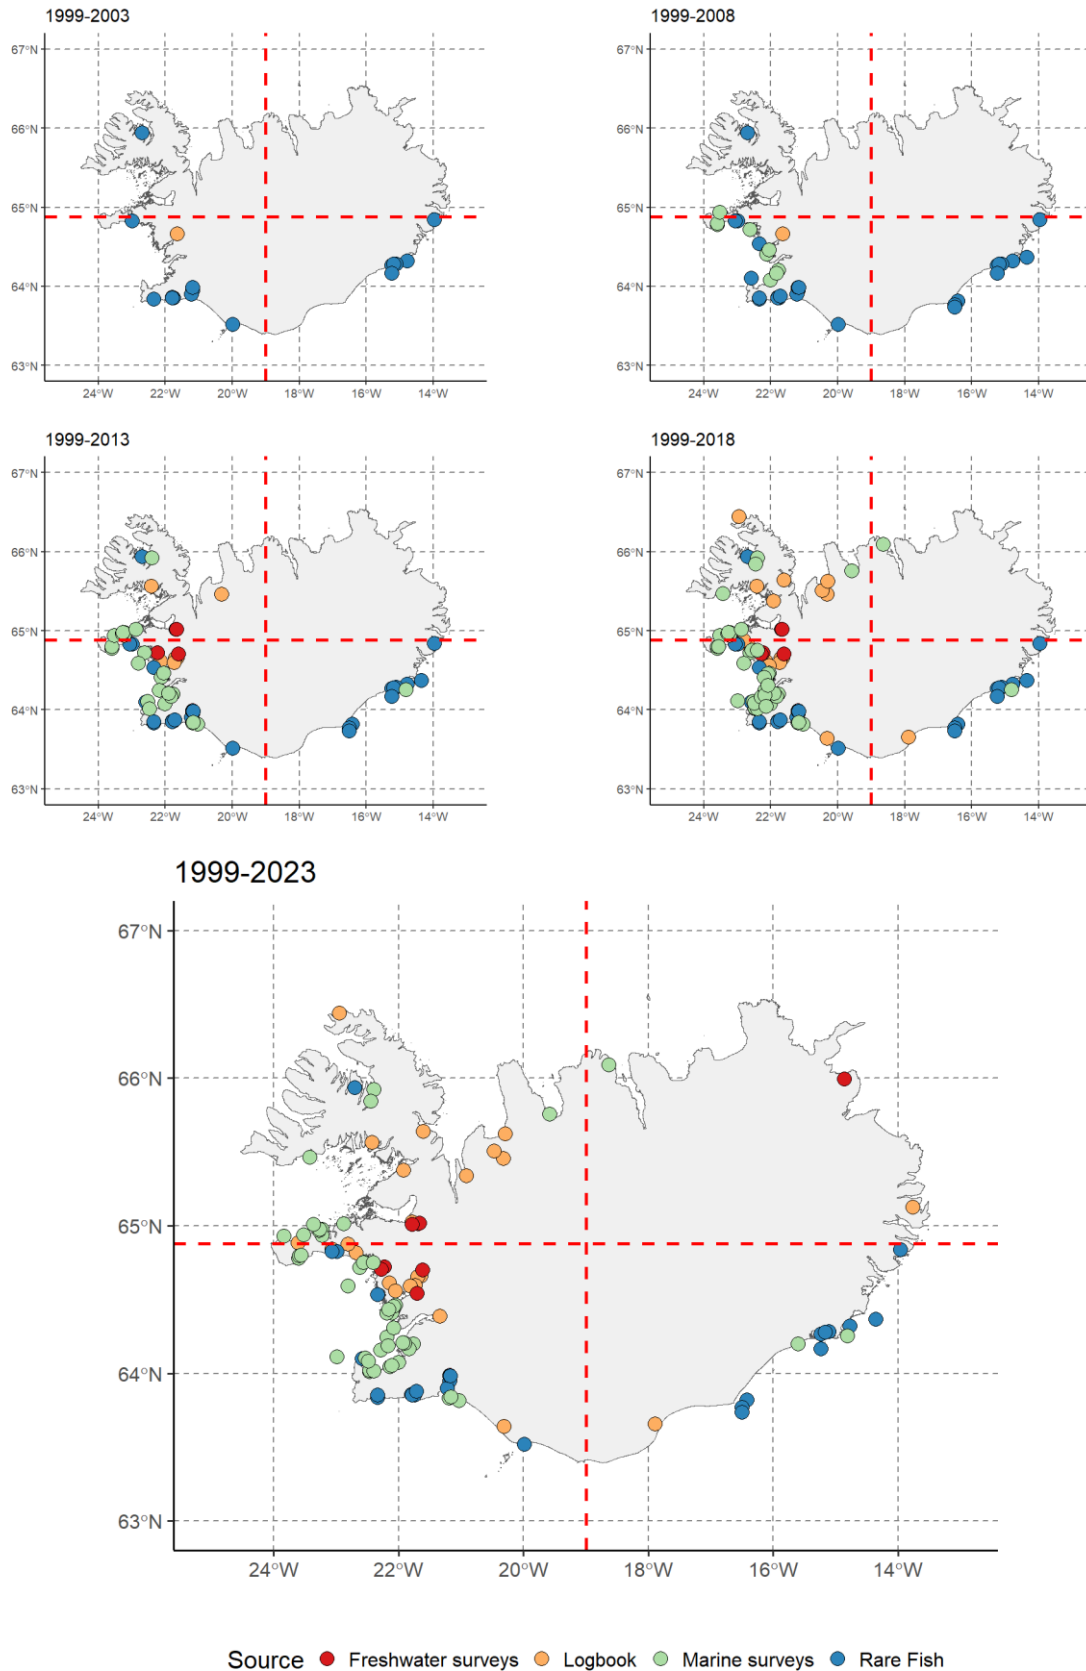 1999-2003
1999-2008
67°N
66°N
65°N
64°N
63°N
24°W 22°W 20°W 18°W 16°W 14°W
67°N
66°N
65°N
64°N
63°N
24°W 22°W 20°W 18°W 16°W 14°W
1999-2013
1999-2018
67°N
66°N
65°N
64°N
63°N
24°W 22°W 20°W 18°W 16°W 14°W
67°N
66°N
65°N
64°N
63°N
24°W 22°W 20°W 18°W 16°W 14°W
1999-2023
67°N
66°N
65°N
64°N
63°N
24°W 22°W 20°W 18°W 16°W 14°W
Source Freshwater surveys Logbook Marine surveys Rare Fish